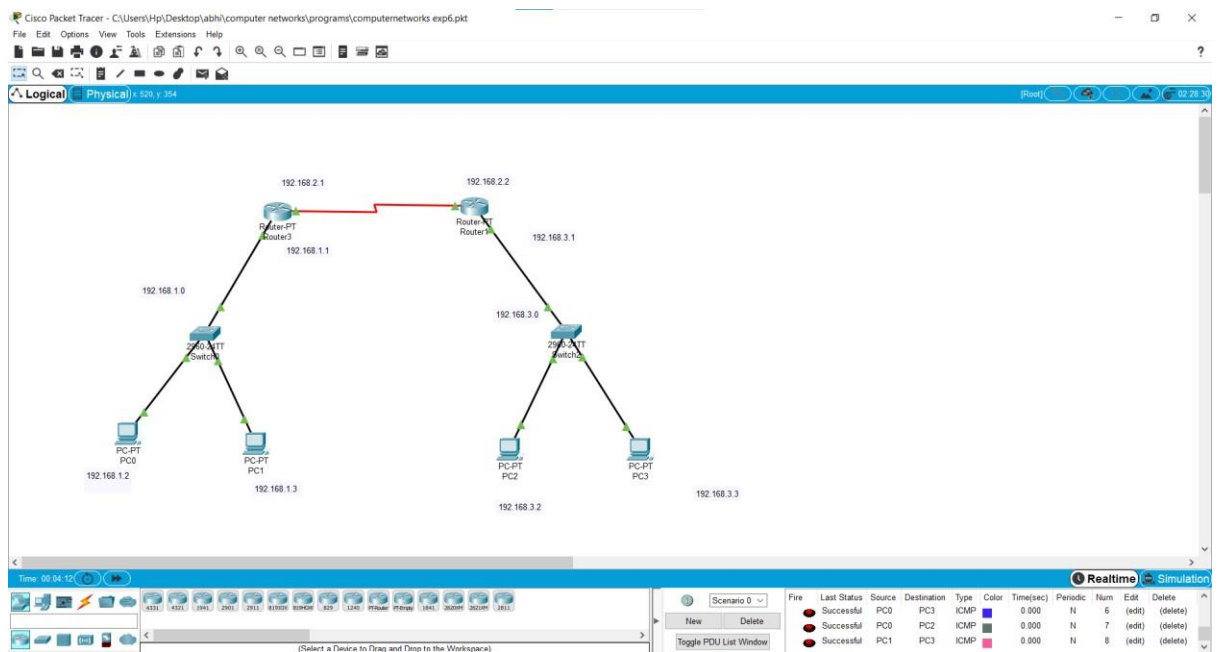 Cisco Packet Tracer - C:\Users\Hp\Desktop\abhi\computer networks\programs\computernetworks exp6.pkt
File Edit Options View Tools Extensions Help
?
Logical Physical x: 520, y: 354 [Root] 02:28:30
192.168.2.1 192.168.2.2
Router-PT Router-PT
Router3 Router1
192.168.3.1
192.168.1.1
192.168.1.0
192.168.3.0
2960-24TT 2960-24TT
Switch0 Switch2
PC-PT PC-PT PC-PT PC-PT
PC0 PC1 PC2 PC3
192.168.1.2
192.168.1.3
192.168.3.3
192.168.3.2
Time: 00:04:12 Realtime Simulation
4331 4321 1941 2901 2911 819IOX 819HGW 829 1240 PT-Router PT-Empty 1841 2620XM 2621XM 2811
Scenario 0 Fire Last Status Source Destination Type Color Time(sec) Periodic Num Edit Delete
Successful PC0 PC3 ICMP 0.000 N 6 (edit) (delete)
New Delete Successful PC0 PC2 ICMP 0.000 N 7 (edit) (delete)
Toggle PDU List Window Successful PC1 PC3 ICMP 0.000 N 8 (edit) (delete)
(Select a Device to Drag and Drop to the Workspace)